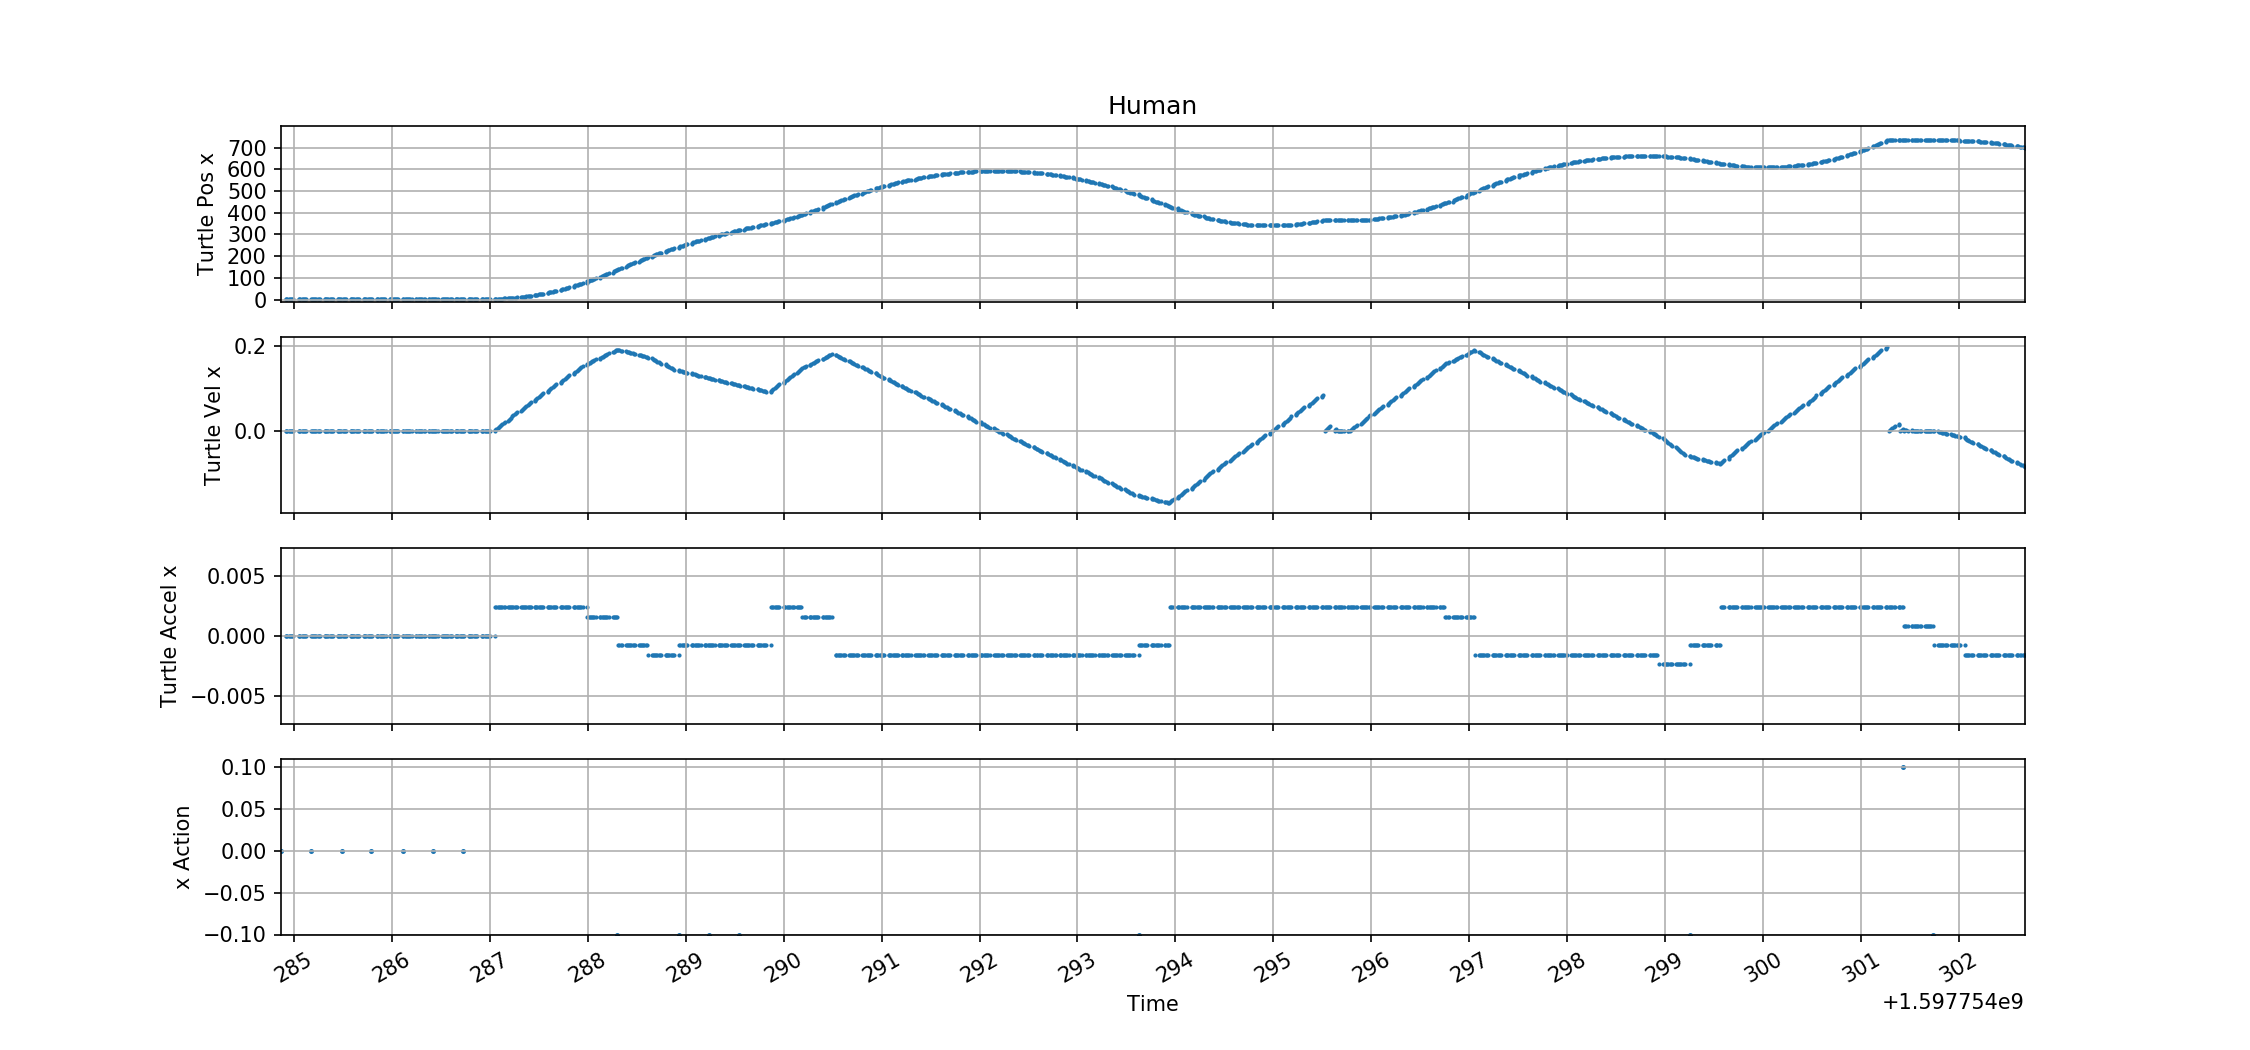 Human
Turtle Pos x
700
600
500
400
300
200
100
0
Turtle Vel x
0.2
0.0
Turtle Accel x
0.005
0.000
−0.005
x Action
0.10
0.05
0.00
−0.05
−0.10
285 286 287 288 289 290 291 292 293 294 295 296 297 298 299 300 301 302
Time
+1.597754e9